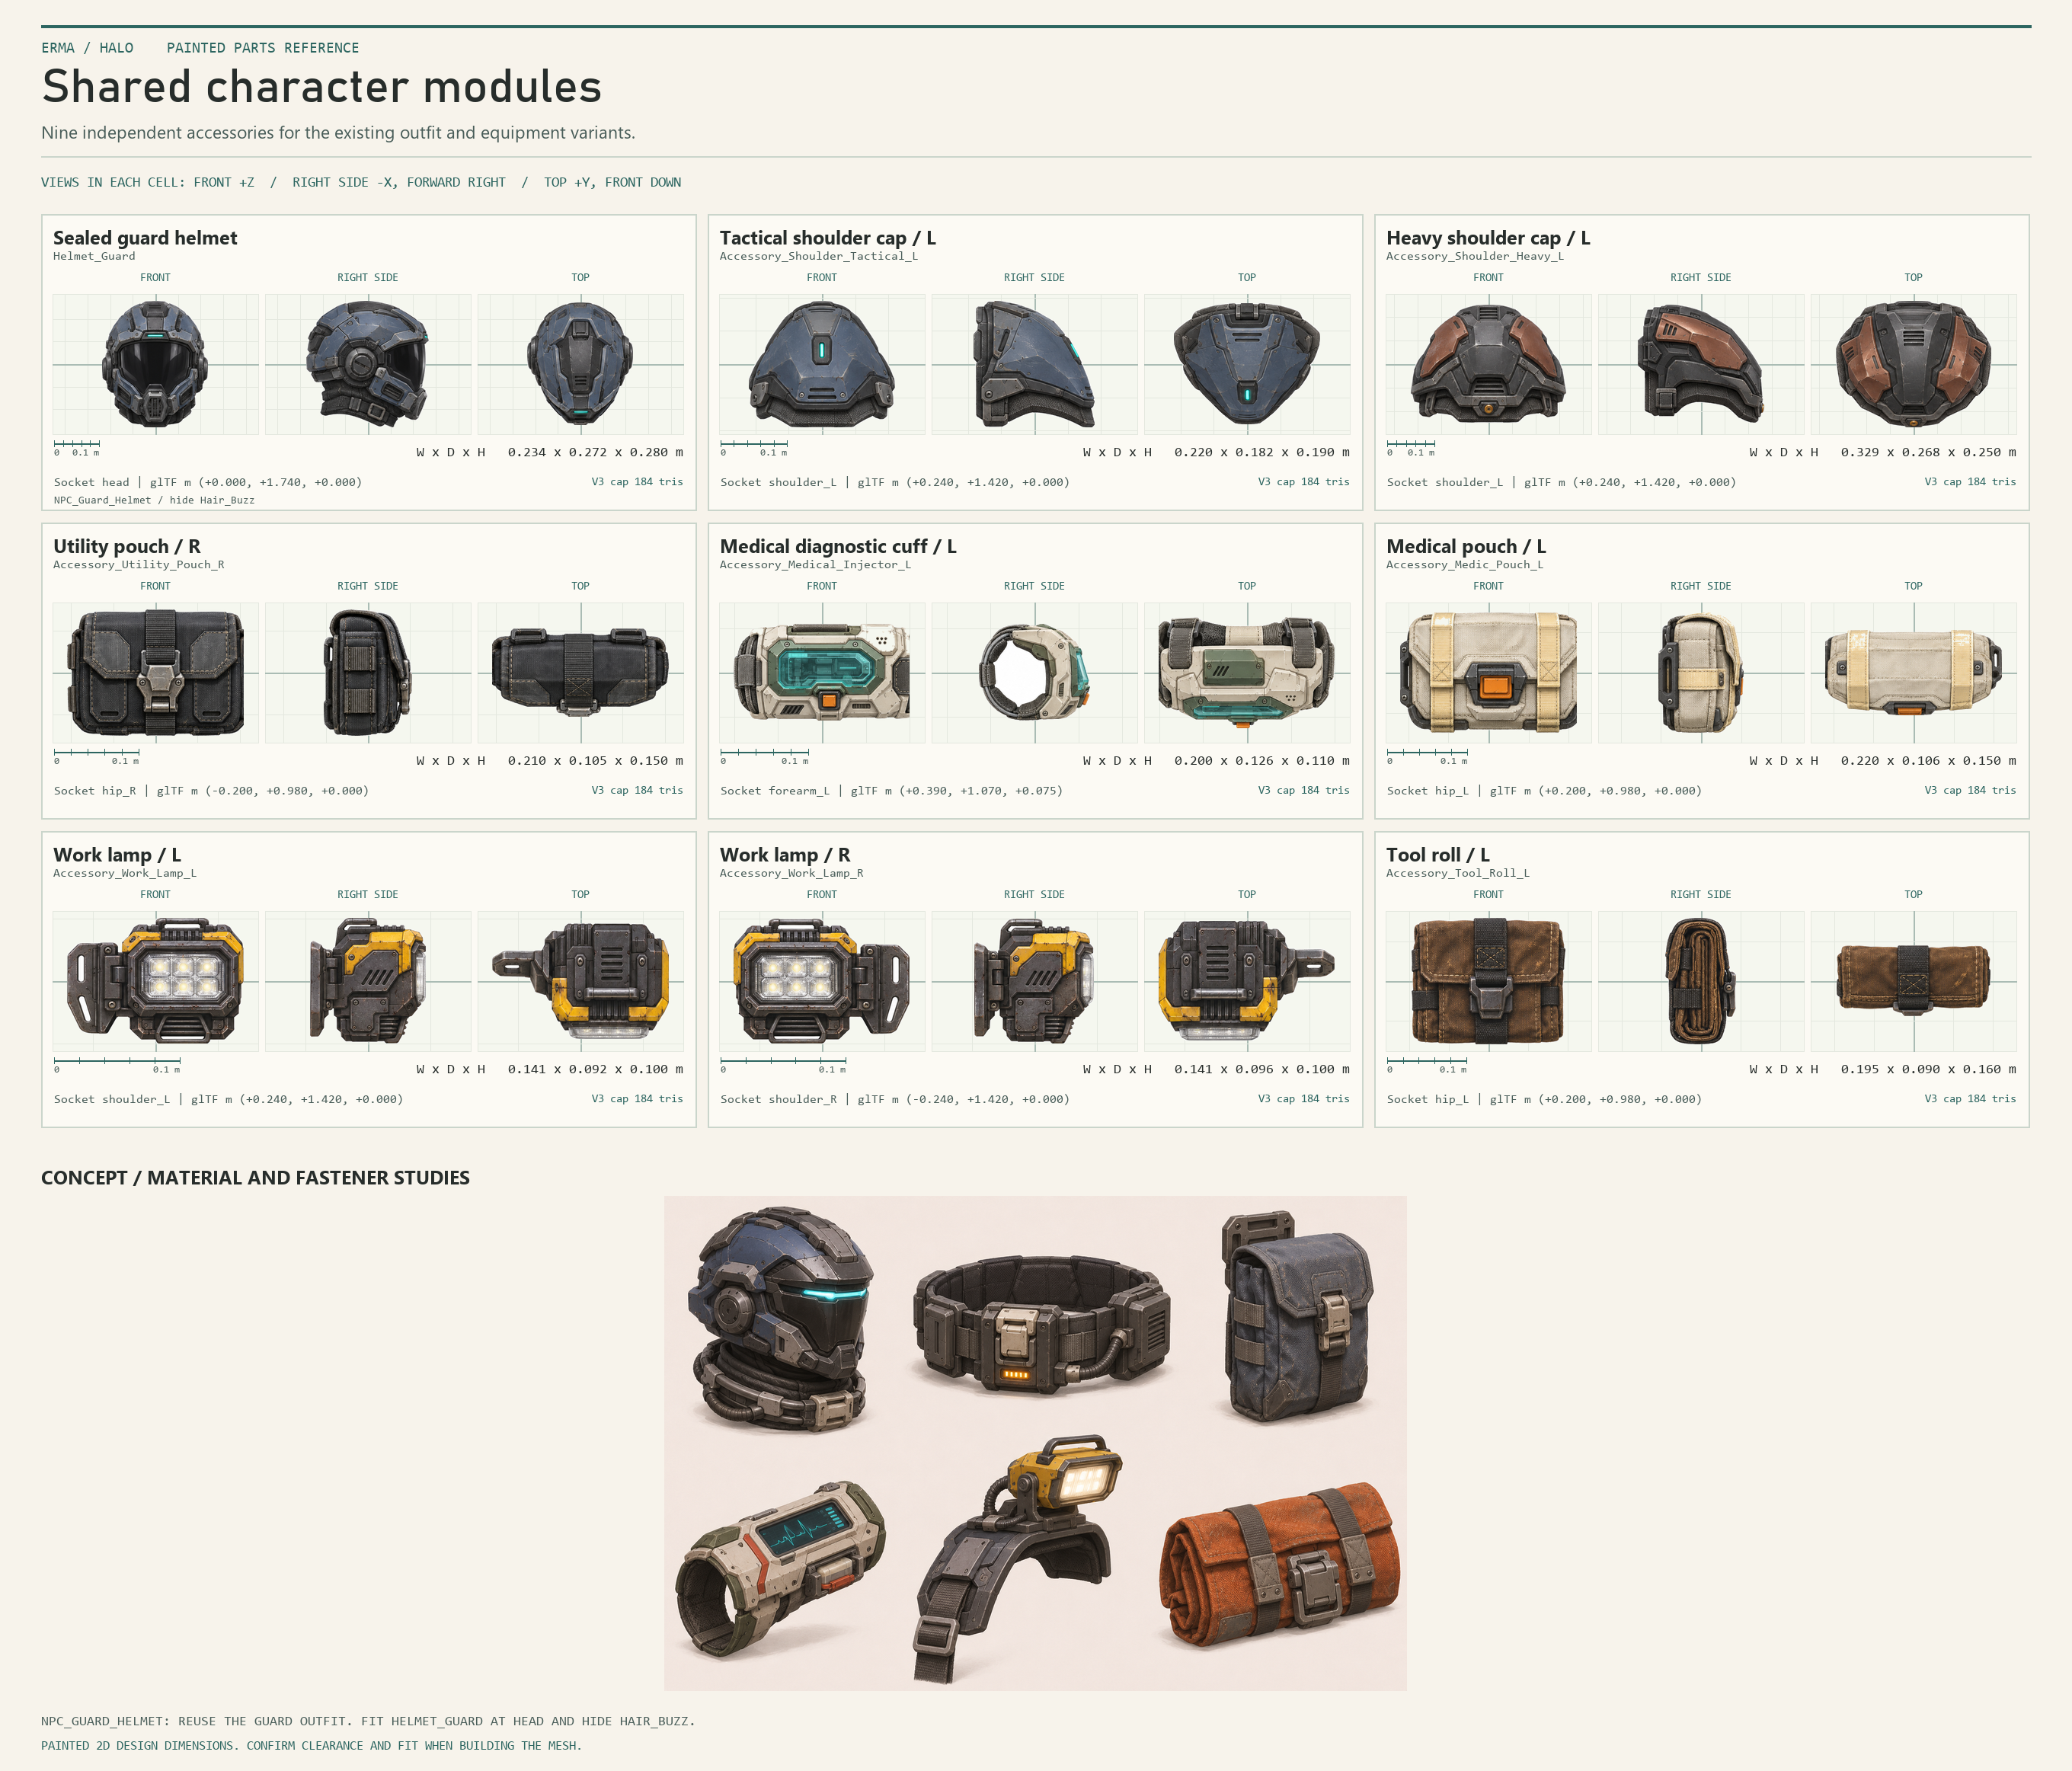 ERMA / HALO PAINTED PARTS REFERENCE
Shared character modules
Nine independent accessories for the existing outfit and equipment variants.
VIEWS IN EACH CELL: FRONT +Z / RIGHT SIDE -X, FORWARD RIGHT / TOP +Y, FRONT DOWN
Sealed guard helmet
Helmet_Guard
FRONT RIGHT SIDE TOP
0 0.1 m
W x D x H 0.234 x 0.272 x 0.280 m
Socket head | glTF m (+0.000, +1.740, +0.000)
V3 cap 184 tris
NPC_Guard_Helmet / hide Hair_Buzz
Tactical shoulder cap / L
Accessory_Shoulder_Tactical_L
FRONT RIGHT SIDE TOP
0 0.1 m
W x D x H 0.220 x 0.182 x 0.190 m
Socket shoulder_L | glTF m (+0.240, +1.420, +0.000)
V3 cap 184 tris
Heavy shoulder cap / L
Accessory_Shoulder_Heavy_L
FRONT RIGHT SIDE TOP
0 0.1 m
W x D x H 0.329 x 0.268 x 0.250 m
Socket shoulder_L | glTF m (+0.240, +1.420, +0.000)
V3 cap 184 tris
Utility pouch / R
Accessory_Utility_Pouch_R
FRONT RIGHT SIDE TOP
0 0.1 m
W x D x H 0.210 x 0.105 x 0.150 m
Socket hip_R | glTF m (-0.200, +0.980, +0.000)
V3 cap 184 tris
Medical diagnostic cuff / L
Accessory_Medical_Injector_L
FRONT RIGHT SIDE TOP
0 0.1 m
W x D x H 0.200 x 0.126 x 0.110 m
Socket forearm_L | glTF m (+0.390, +1.070, +0.075)
V3 cap 184 tris
Medical pouch / L
Accessory_Medic_Pouch_L
FRONT RIGHT SIDE TOP
0 0.1 m
W x D x H 0.220 x 0.106 x 0.150 m
Socket hip_L | glTF m (+0.200, +0.980, +0.000)
V3 cap 184 tris
Work lamp / L
Accessory_Work_Lamp_L
FRONT RIGHT SIDE TOP
0 0.1 m
W x D x H 0.141 x 0.092 x 0.100 m
Socket shoulder_L | glTF m (+0.240, +1.420, +0.000)
V3 cap 184 tris
Work lamp / R
Accessory_Work_Lamp_R
FRONT RIGHT SIDE TOP
0 0.1 m
W x D x H 0.141 x 0.096 x 0.100 m
Socket shoulder_R | glTF m (-0.240, +1.420, +0.000)
V3 cap 184 tris
Tool roll / L
Accessory_Tool_Roll_L
FRONT RIGHT SIDE TOP
0 0.1 m
W x D x H 0.195 x 0.090 x 0.160 m
Socket hip_L | glTF m (+0.200, +0.980, +0.000)
V3 cap 184 tris
CONCEPT / MATERIAL AND FASTENER STUDIES
NPC_GUARD_HELMET: REUSE THE GUARD OUTFIT. FIT HELMET_GUARD AT HEAD AND HIDE HAIR_BUZZ.
PAINTED 2D DESIGN DIMENSIONS. CONFIRM CLEARANCE AND FIT WHEN BUILDING THE MESH.